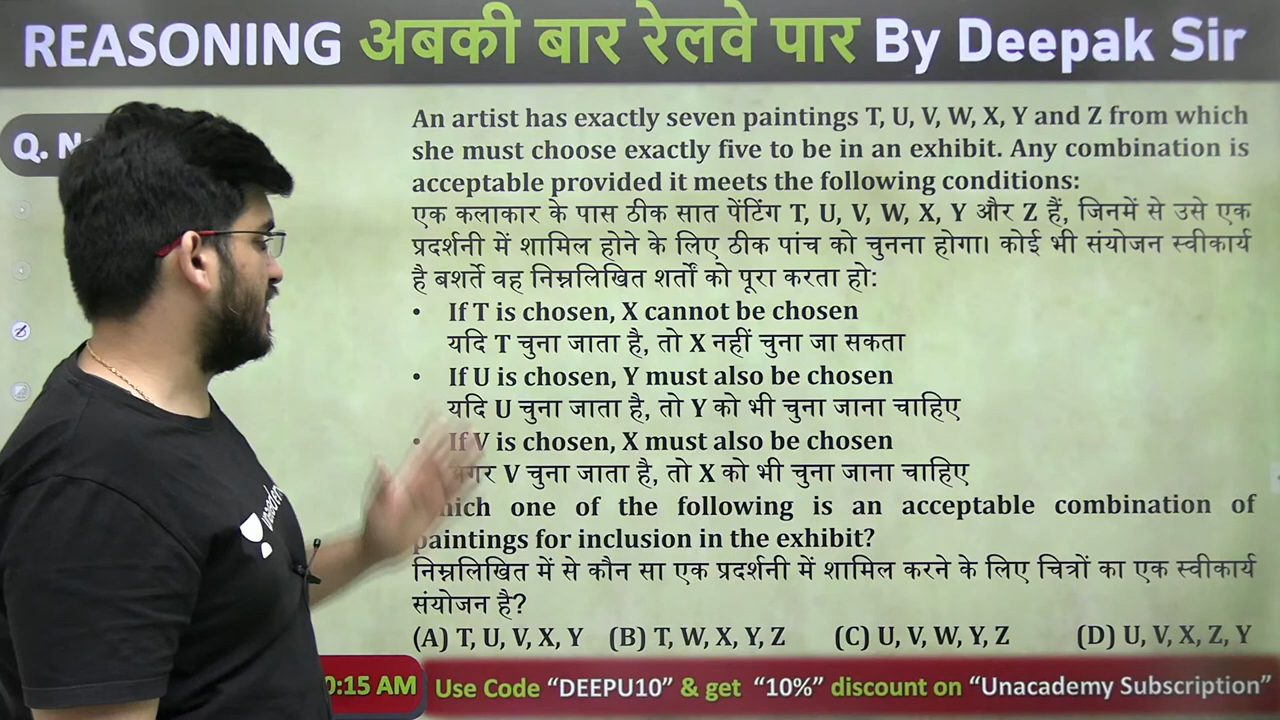 REASONING अबकी बार रेलवे पार By Deepak Sir
Q.
An artist has exactly seven paintings T, U, V, W, X, Y and Z from which
she must choose exactly five to be in an exhibit. Any combination is
acceptable provided it meets the following conditions:
एक कलाकार के पास ठीक सात पेंटिंग T, U, V, W, X, Y और Z हैं, जिनमें से उसे एक
प्रदर्शनी में शामिल होने के लिए ठीक पांच को चुनना होगा। कोई भी संयोजन स्वीकार्य
है बशर्ते वह निम्नलिखित शर्तों को पूरा करता हो:
• If T is chosen, X cannot be chosen
यदि T चुना जाता है, तो X नहीं चुना जा सकता
• If U is chosen, Y must also be chosen
यदि U चुना जाता है, तो Y को भी चुना जाना चाहिए
• If V is chosen, X must also be chosen
V चुना जाता है, तो X को भी चुना जाना चाहिए
one of the following is an acceptable combination of
paintings for inclusion in the exhibit?
निम्नलिखित में से कौन सा एक प्रदर्शनी में शामिल करने के लिए चित्रों का एक स्वीकार्य
संयोजन है?
(A) T, U, V, X, Y (B) T, W, X, Y, Z (C) U, V, W, Y, Z (D) U, V, X, Z, Y
0:15 AM Use Code “DEEPU10” & get “10%” discount on “Unacademy Subscription”